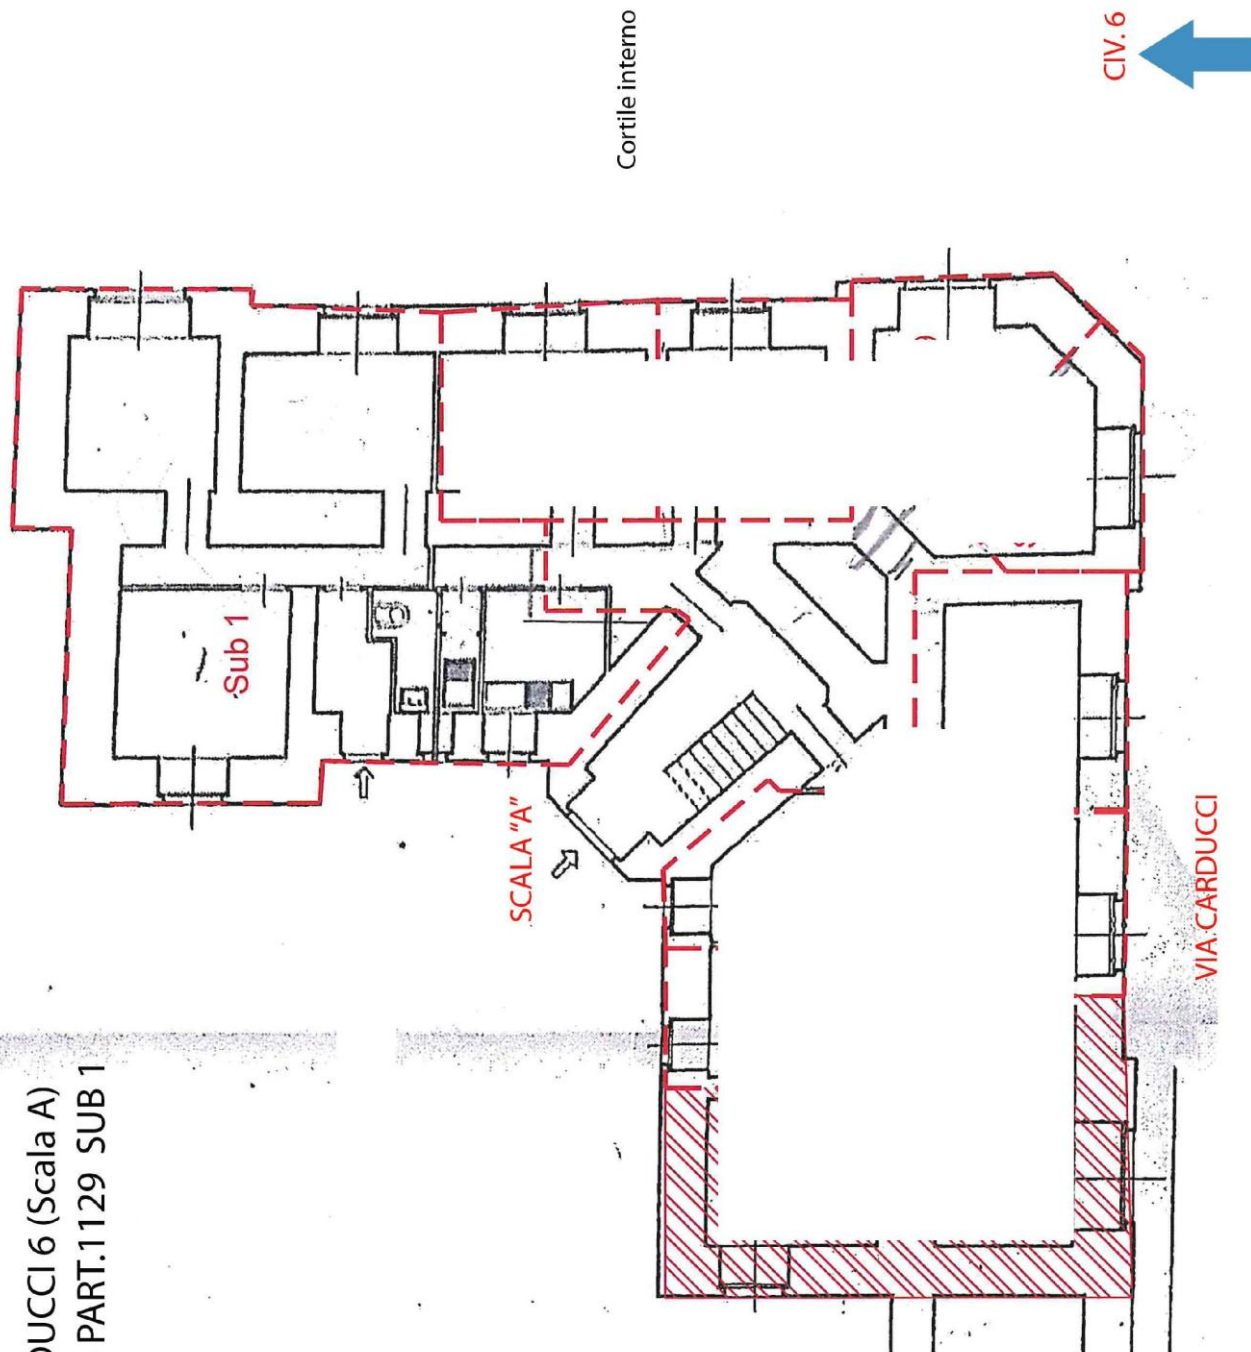 DUCCI 6 (Scala A)
PART.1129 SUB 1
Sub 1
SCALA "A"
Cortile interno
CIV. 6
VIA CARDUCCI